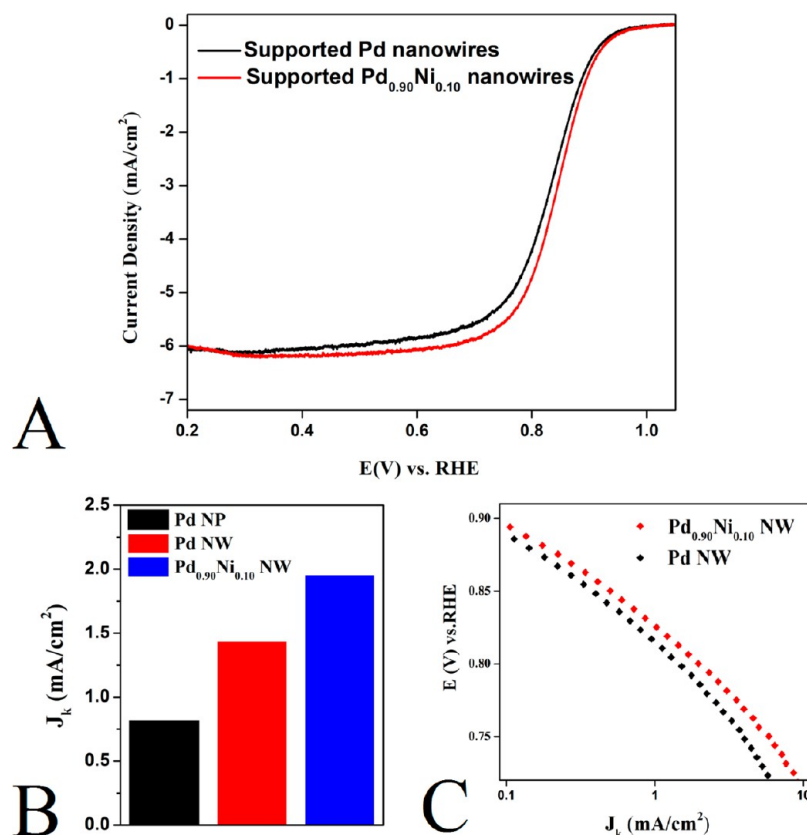 0
-1
-2
-3
-4
-5
-6
-7
Current Density (mA/cm²)
Supported Pd nanowires
Supported Pd₀.₉₀Ni₀.₁₀ nanowires
0.2 0.4 0.6 0.8 1.0
E(V) vs. RHE
A
2.5
2.0
1.5
1.0
0.5
0.0
J_k (mA/cm²)
Pd NP
Pd NW
Pd₀.₉₀Ni₀.₁₀ NW
B
0.90
0.85
0.80
0.75
E (V) vs.RHE
Pd₀.₉₀Ni₀.₁₀ NW
Pd NW
0.1 1 10
J_k (mA/cm²)
C